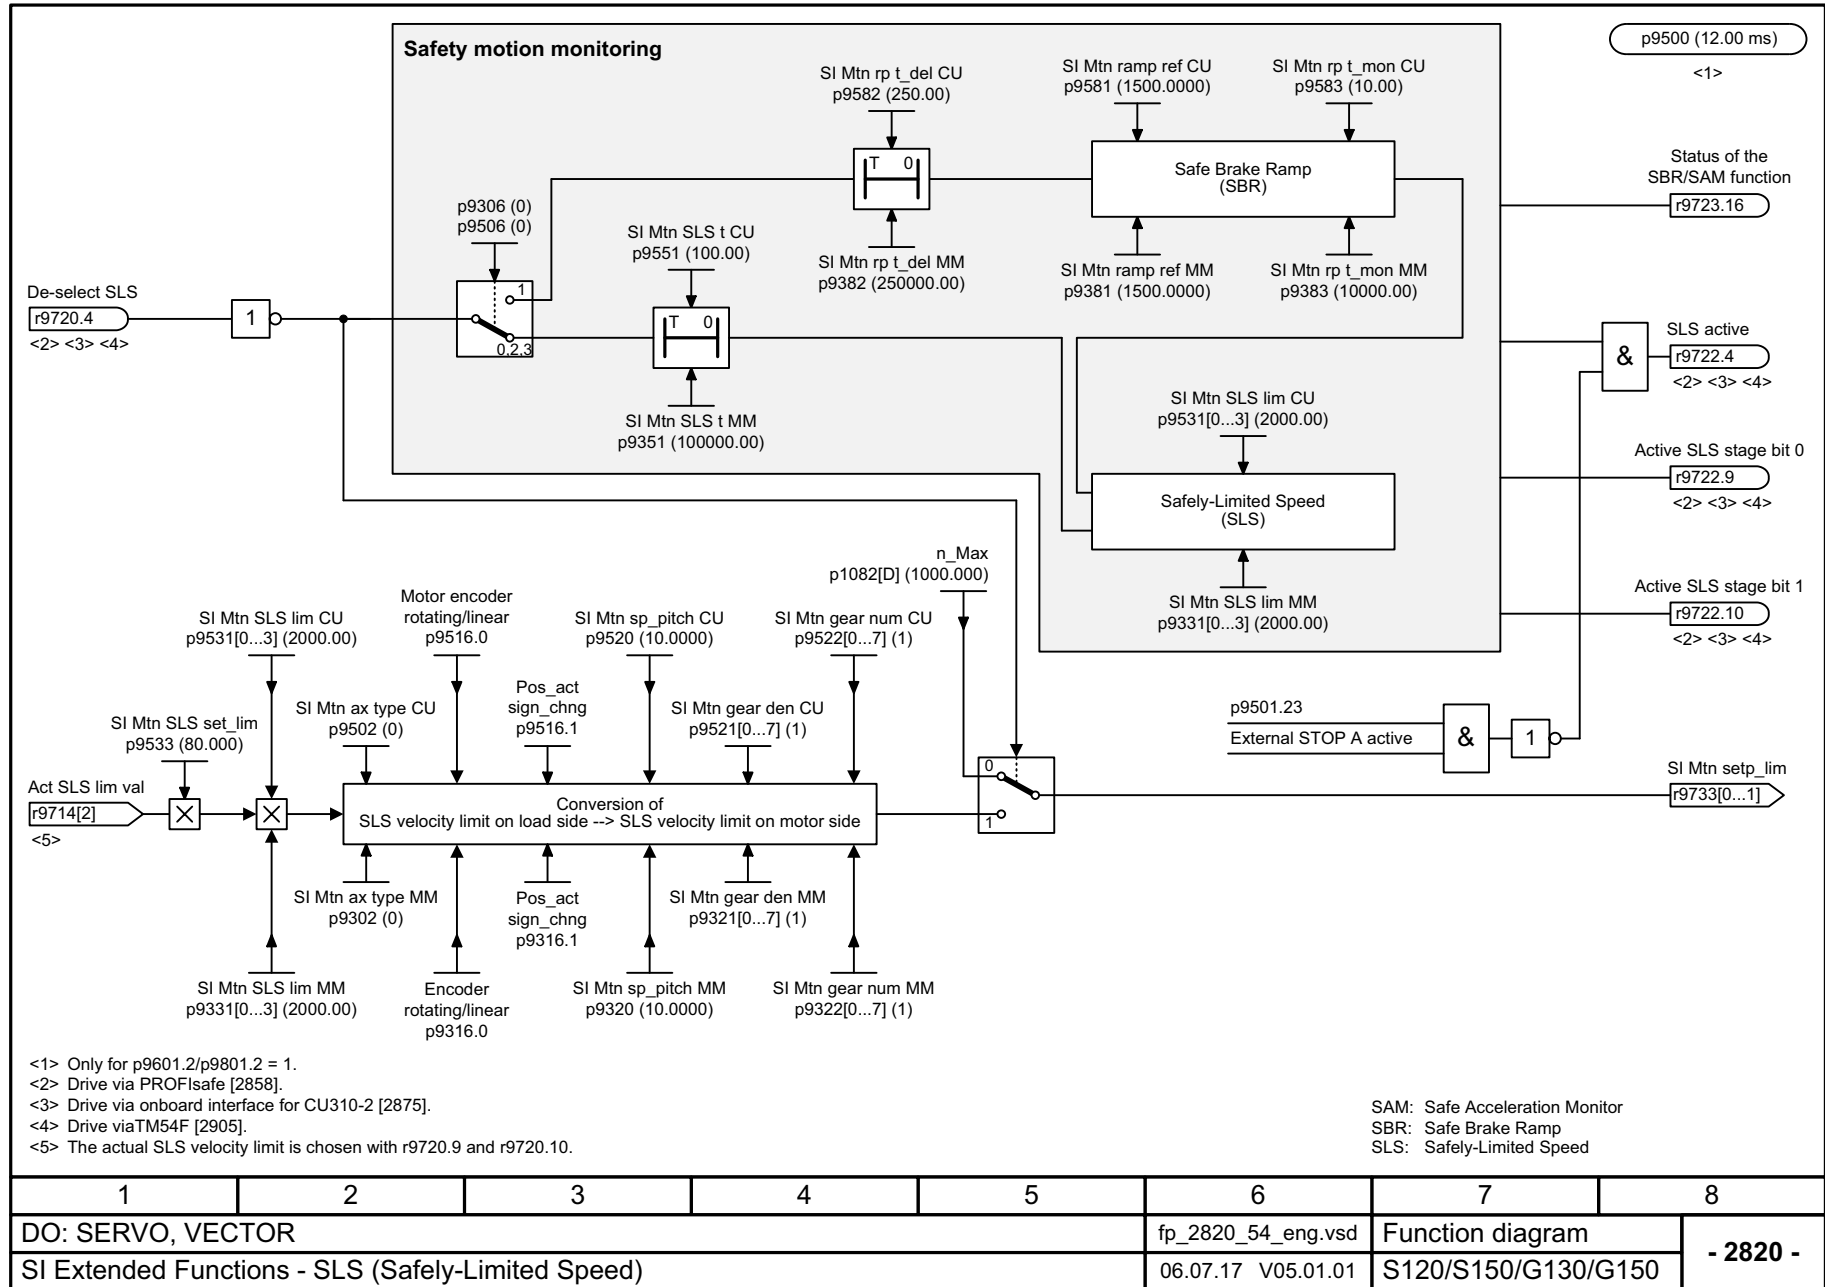 Safety motion monitoring
p9500 (12.00 ms)
<1>
SI Mtn rp t_del CU
p9582 (250.00)
SI Mtn ramp ref CU
p9581 (1500.0000)
SI Mtn rp t_mon CU
p9583 (10.00)
T 0
Safe Brake Ramp
(SBR)
Status of the
SBR/SAM function
r9723.16
p9306 (0)
p9506 (0)
SI Mtn SLS t CU
p9551 (100.00)
SI Mtn rp t_del MM
p9382 (250000.00)
SI Mtn ramp ref MM
p9381 (1500.0000)
SI Mtn rp t_mon MM
p9383 (10000.00)
De-select SLS
r9720.4
<2> <3> <4>
1
1
0,2,3
T 0
SLS active
r9722.4
<2> <3> <4>
&
SI Mtn SLS t MM
p9351 (100000.00)
SI Mtn SLS lim CU
p9531[0...3] (2000.00)
Active SLS stage bit 0
r9722.9
<2> <3> <4>
Safely-Limited Speed
(SLS)
n_Max
p1082[D] (1000.000)
SI Mtn SLS lim MM
p9331[0...3] (2000.00)
Active SLS stage bit 1
r9722.10
<2> <3> <4>
SI Mtn SLS lim CU
p9531[0...3] (2000.00)
Motor encoder
rotating/linear
p9516.0
SI Mtn sp_pitch CU
p9520 (10.0000)
SI Mtn gear num CU
p9522[0...7] (1)
SI Mtn SLS set_lim
p9533 (80.000)
SI Mtn ax type CU
p9502 (0)
Pos_act
sign_chng
p9516.1
SI Mtn gear den CU
p9521[0...7] (1)
p9501.23
External STOP A active
&
1
Act SLS lim val
r9714[2]
<5>
Conversion of
SLS velocity limit on load side --> SLS velocity limit on motor side
0
1
SI Mtn setp_lim
r9733[0...1]
SI Mtn ax type MM
p9302 (0)
Pos_act
sign_chng
p9316.1
SI Mtn gear den MM
p9321[0...7] (1)
SI Mtn SLS lim MM
p9331[0...3] (2000.00)
Encoder
rotating/linear
p9316.0
SI Mtn sp_pitch MM
p9320 (10.0000)
SI Mtn gear num MM
p9322[0...7] (1)
<1> Only for p9601.2/p9801.2 = 1.
<2> Drive via PROFIsafe [2858].
<3> Drive via onboard interface for CU310-2 [2875].
<4> Drive viaTM54F [2905].
<5> The actual SLS velocity limit is chosen with r9720.9 and r9720.10.
SAM: Safe Acceleration Monitor
SBR: Safe Brake Ramp
SLS: Safely-Limited Speed
1 2 3 4 5 6 7 8
DO: SERVO, VECTOR
fp_2820_54_eng.vsd
Function diagram
- 2820 -
SI Extended Functions - SLS (Safely-Limited Speed)
06.07.17 V05.01.01
S120/S150/G130/G150